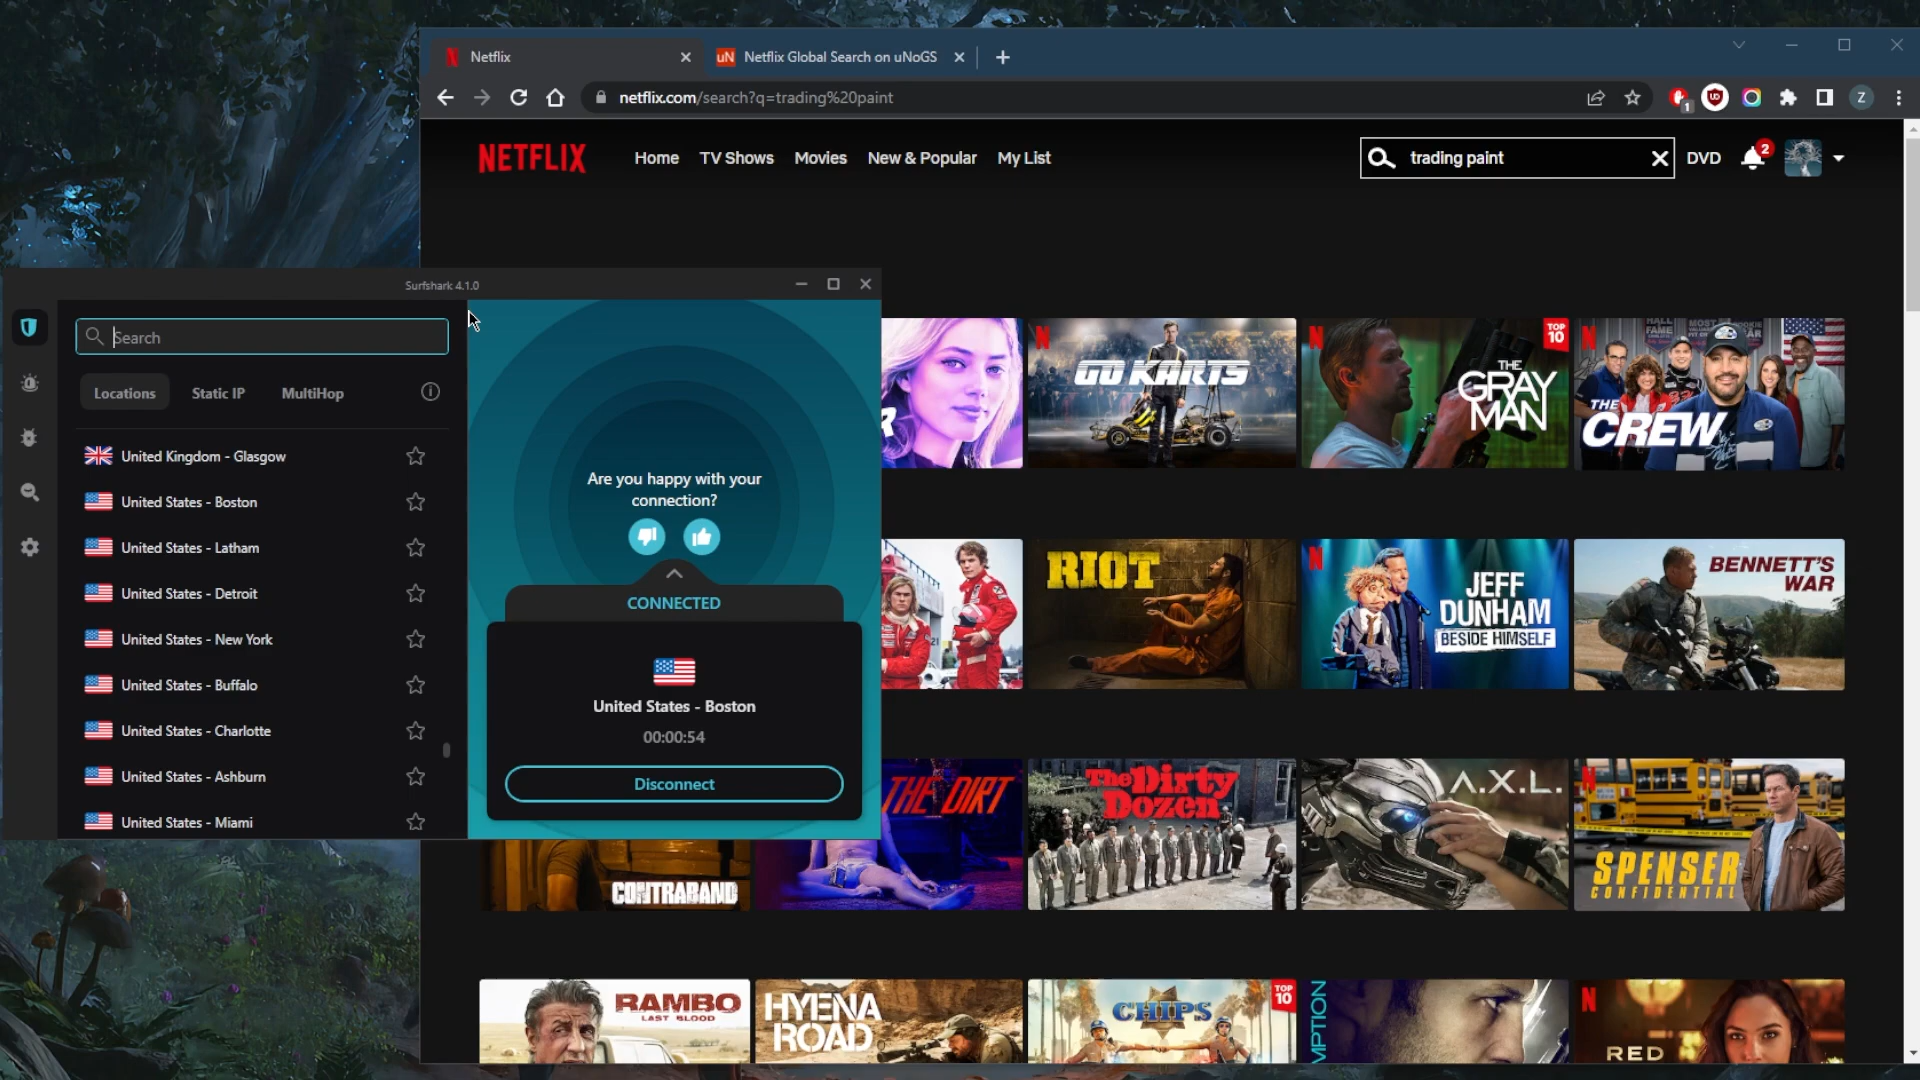 Netflix
uN Netflix Global Search on uNoGS
netflix.com/search?q=trading%20paint
1
Z
NETFLIX
Home TV Shows Movies New & Popular My List
trading paint
DVD
2
Surfshark 4.1.0
Search
Locations Static IP MultiHop
United Kingdom - Glasgow
United States - Boston
United States - Latham
United States - Detroit
United States - New York
United States - Buffalo
United States - Charlotte
United States - Ashburn
United States - Miami
Are you happy with your
connection?
CONNECTED
United States - Boston
00:00:54
Disconnect
N
GO KARTS
N
TOP
10
THE
GRAY
MAN
N
THE
CREW
RIOT
N
JEFF
DUNHAM
BESIDE HIMSELF
BENNETT'S
WAR
CONTRABAND
THE DIRT
The Dirty
Dozen
A.X.L.
N
SPENSER
CONFIDENTIAL
RAMBO
LAST BLOOD
HYENA
ROAD
CHIPS
TOP
10
MPTION
N
RED